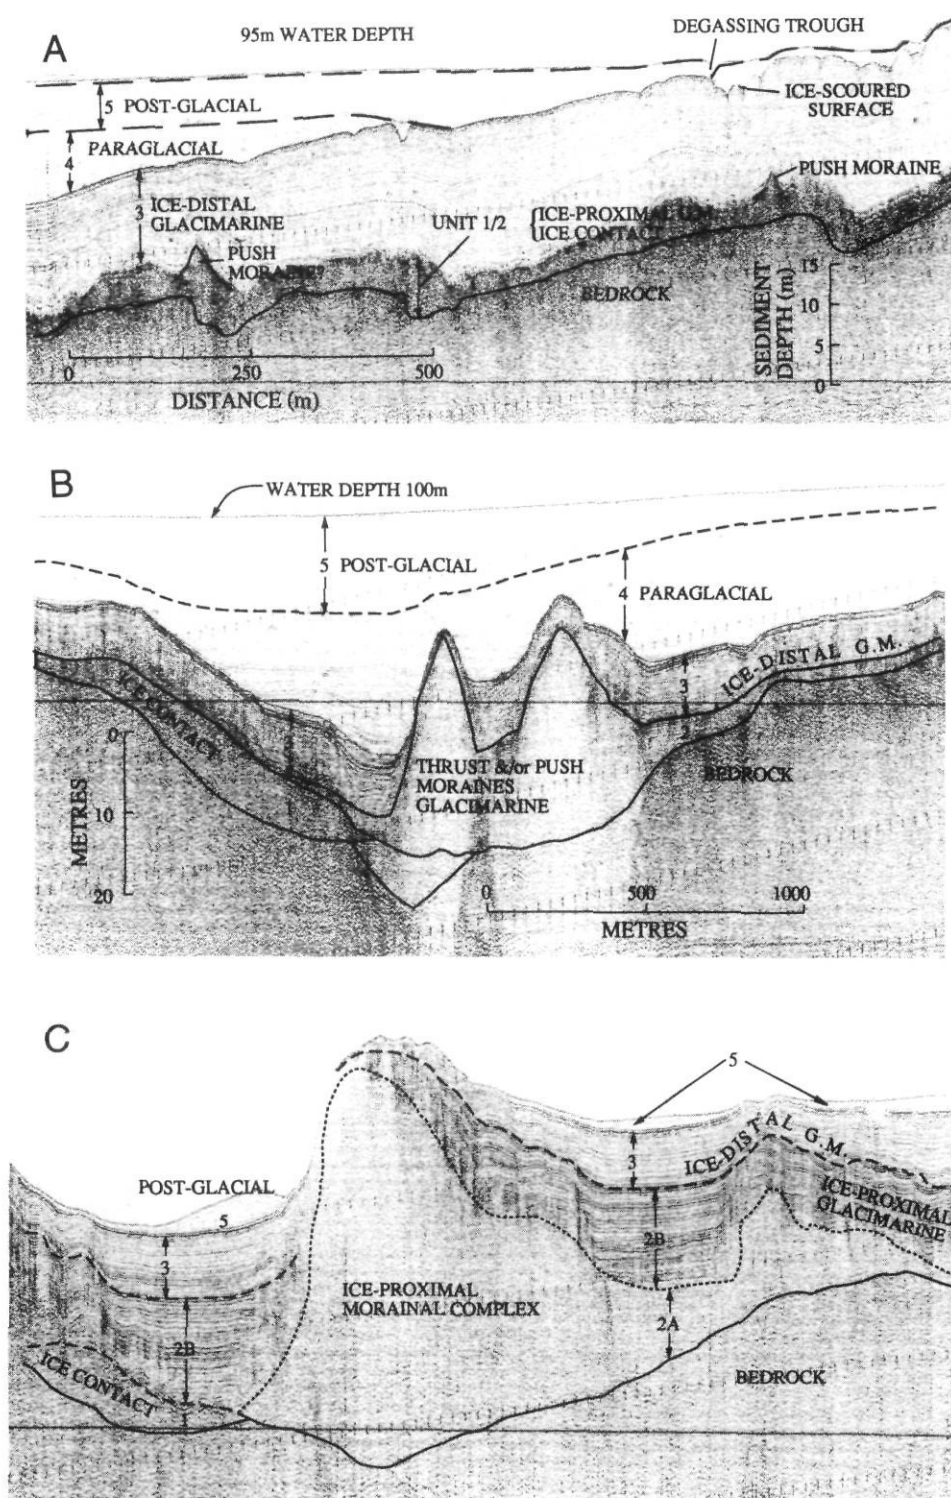 A
95m WATER DEPTH
DEGASSING TROUGH
5 POST-GLACIAL
ICE-SCOURED
SURFACE
4 PARAGLACIAL
PUSH MORAINE
3 ICE-DISTAL
GLACIMARINE
UNIT 1/2
ICE-PROXIMAL G.M.
ICE CONTACT
PUSH
MORAINE?
BEDROCK
SEDIMENT
DEPTH (m)
15
10
5
0
0 250 500
DISTANCE (m)
B
WATER DEPTH 100m
5 POST-GLACIAL
4 PARAGLACIAL
ICE-DISTAL G.M.
3
2
ICE CONTACT
THRUST &/or PUSH
MORAINES
GLACIMARINE
BEDROCK
METRES
0
10
20
0 500 1000
METRES
C
5
3
ICE-DISTAL G.M.
POST-GLACIAL
5
ICE-PROXIMAL
GLACIMARINE
3
2B
ICE-PROXIMAL
MORAINAL COMPLEX
2A
2B
ICE CONTACT
1
BEDROCK